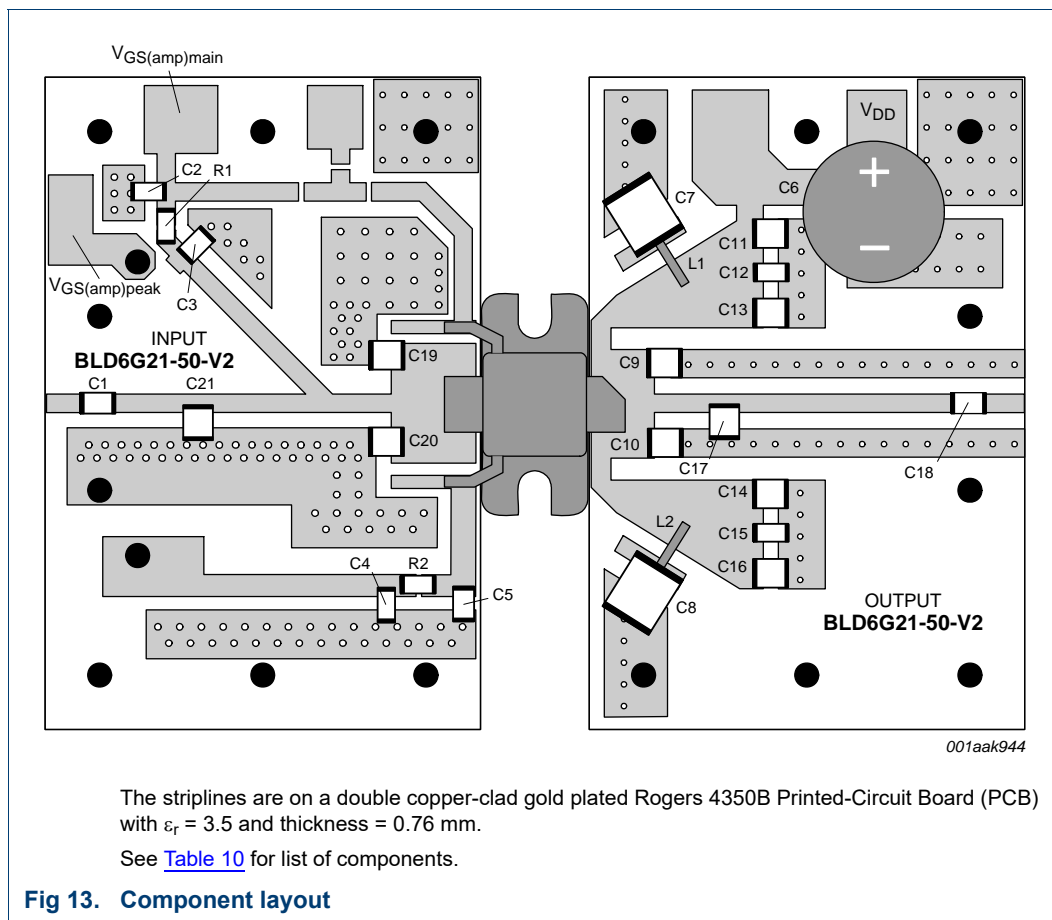 VGS(amp)main
C2
R1
VGS(amp)peak
C3
INPUT
BLD6G21-50-V2
C1
C21
C19
C20
C4
R2
C5
VDD
+
−
C6
C7
L1
C11
C12
C13
C9
C10
C17
C18
C14
C15
C16
L2
C8
OUTPUT
BLD6G21-50-V2
001aak944
The striplines are on a double copper-clad gold plated Rogers 4350B Printed-Circuit Board (PCB)
with εr = 3.5 and thickness = 0.76 mm.
See Table 10 for list of components.
Fig 13. Component layout